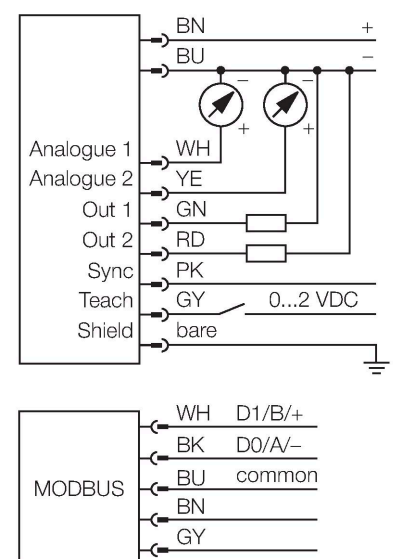 BN +
BU −
− −
+ +
Analogue 1 WH
Analogue 2 YE
Out 1 GN
Out 2 RD
Sync PK
Teach GY 0...2 VDC
Shield bare
WH D1/B/+
BK D0/A/−
BU common
MODBUS
BN
GY